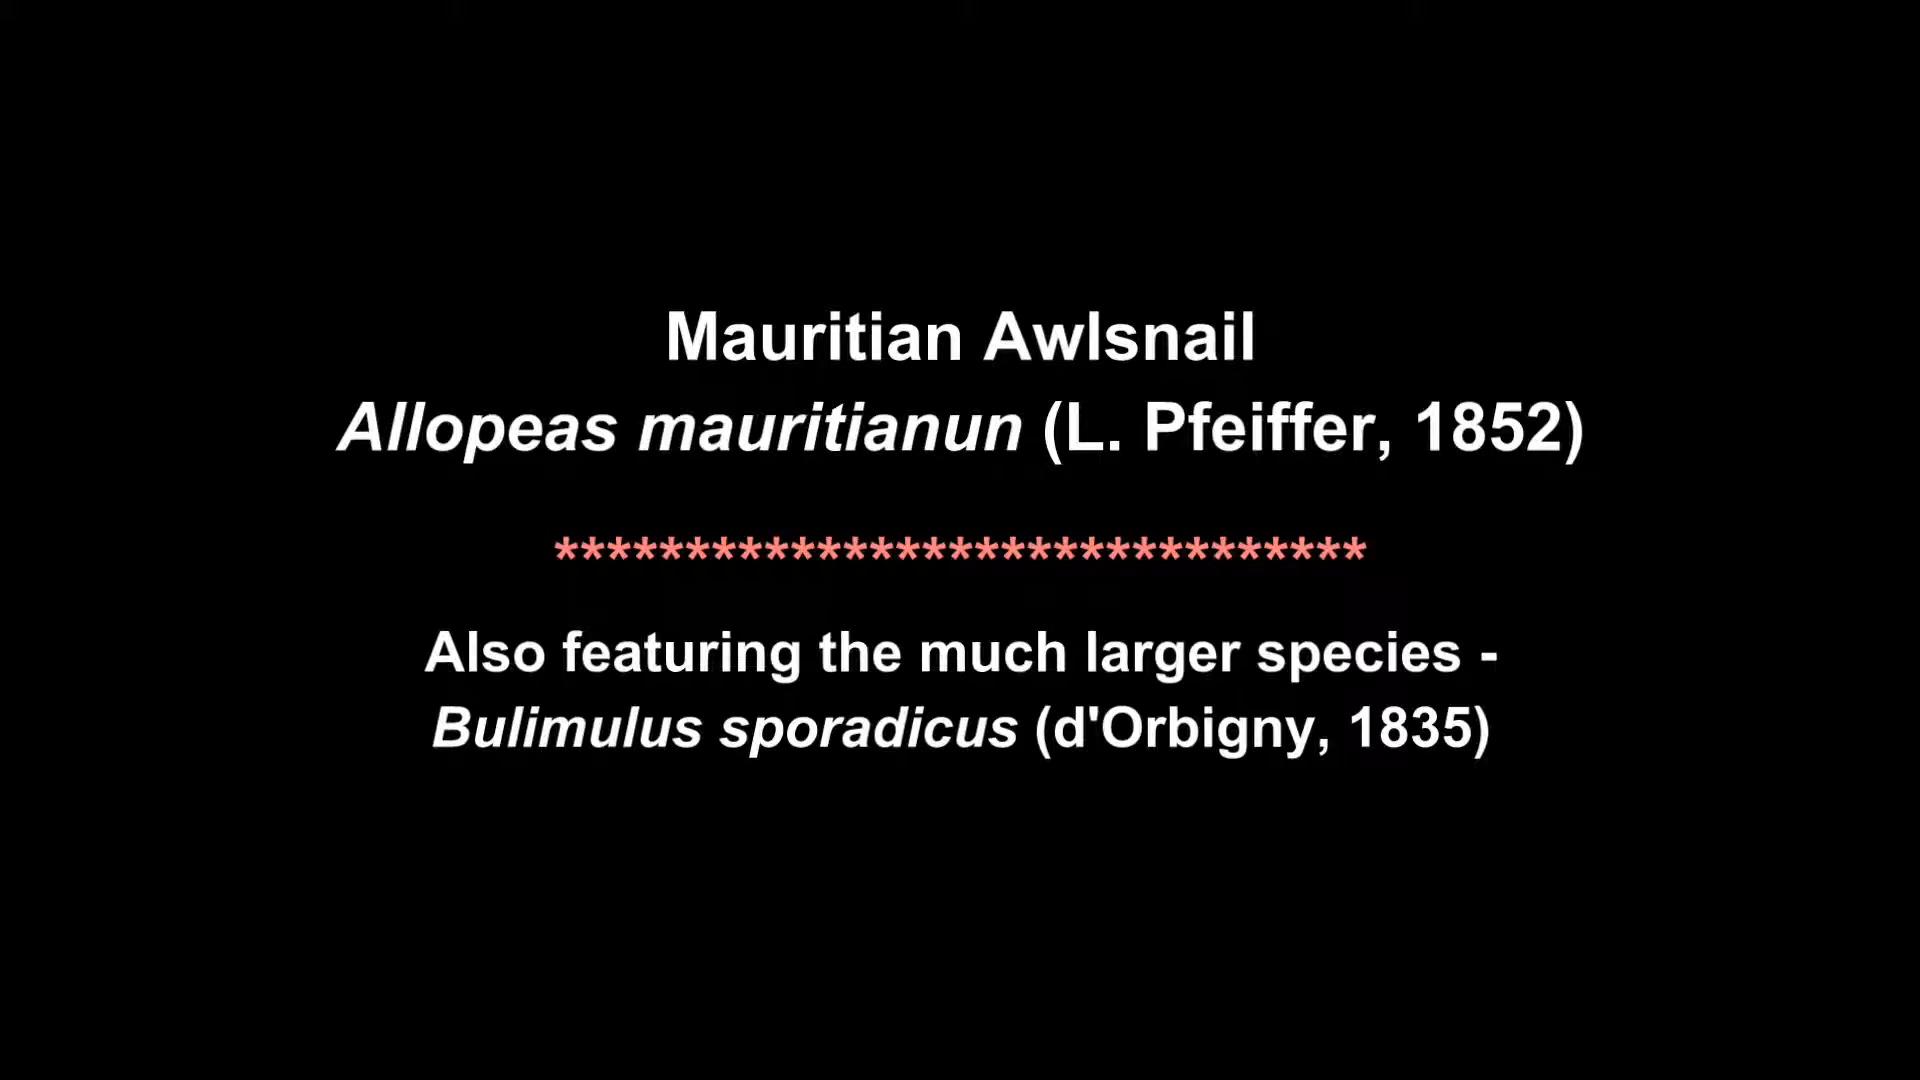 Mauritian Awlsnail
Allopeas mauritianun (L. Pfeiffer, 1852)
*******************************
Also featuring the much larger species -
Bulimulus sporadicus (d'Orbigny, 1835)